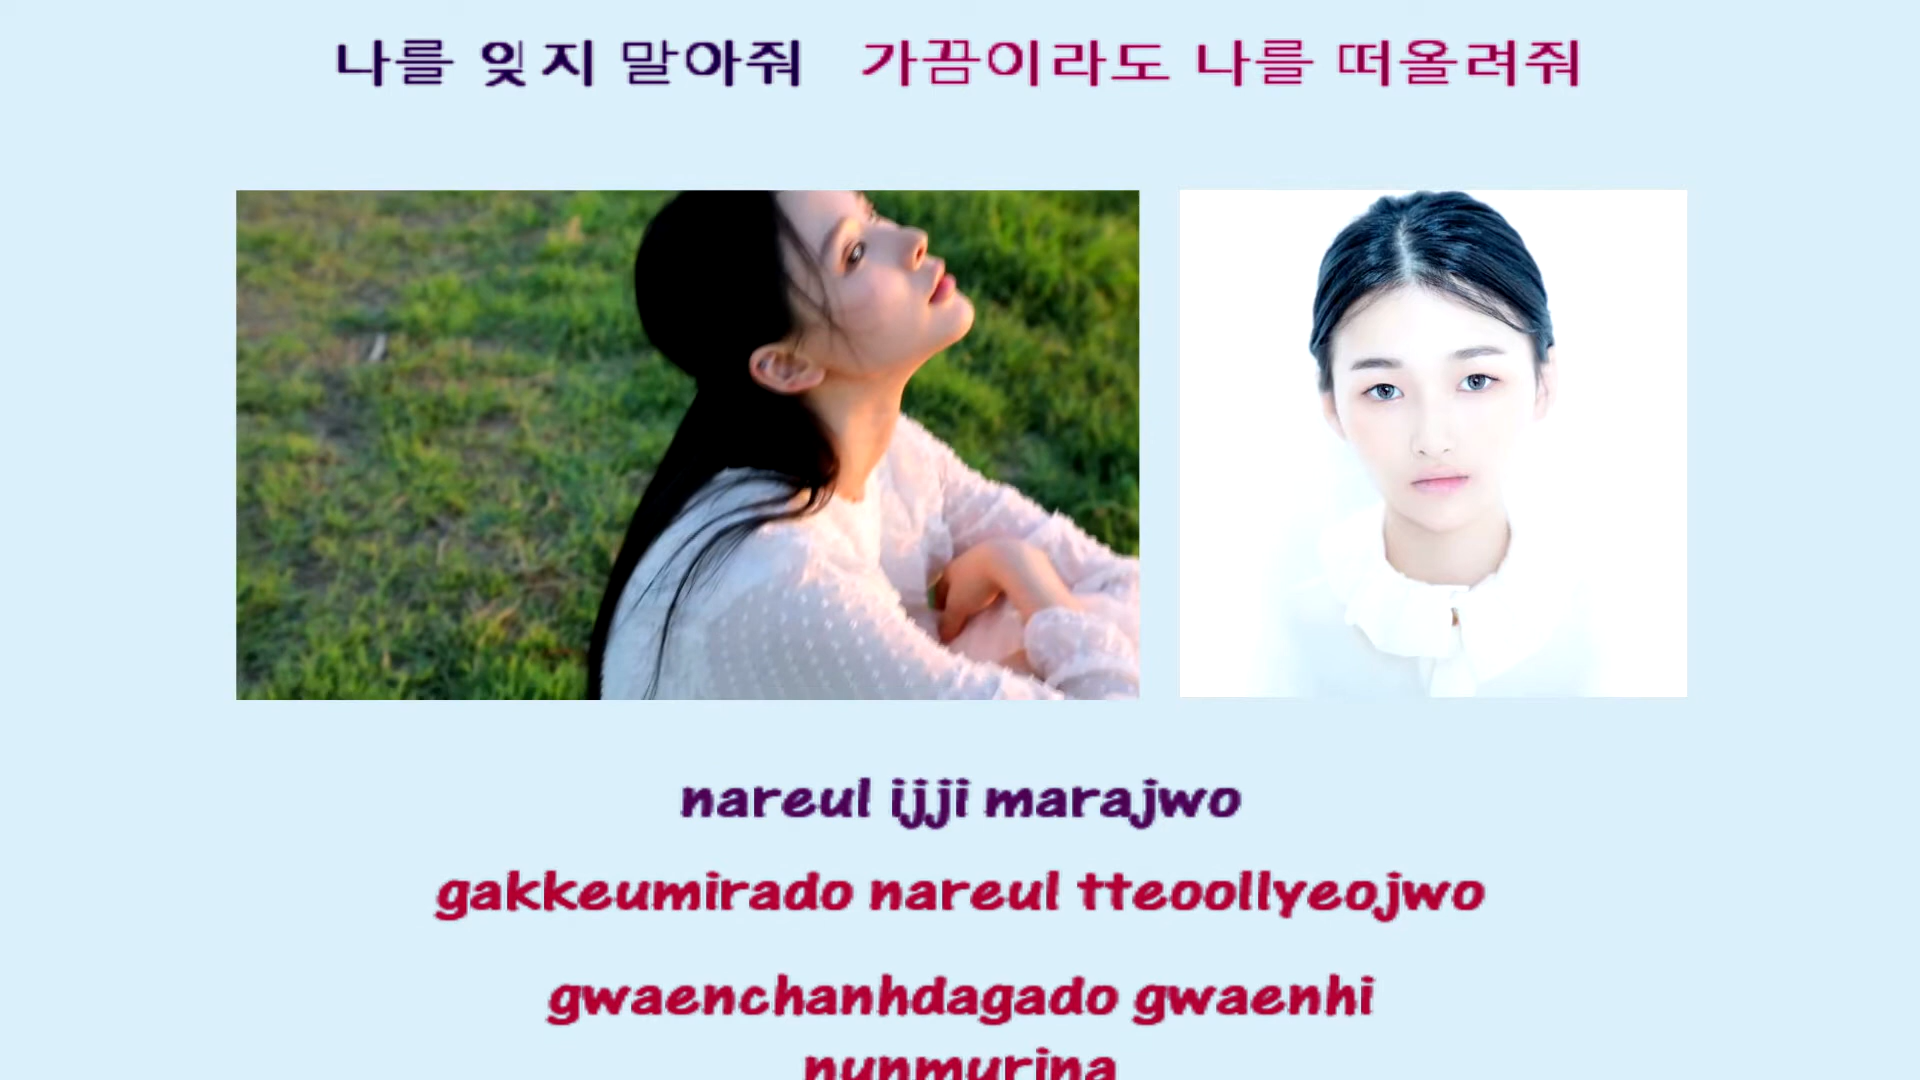 나를 잊지 말아줘 가끔이라도 나를 떠올려줘
nareul ijji marajwo
gakkeumirado nareul tteoollyeojwo
gwaenchanhdagado gwaenhi
nunmurina